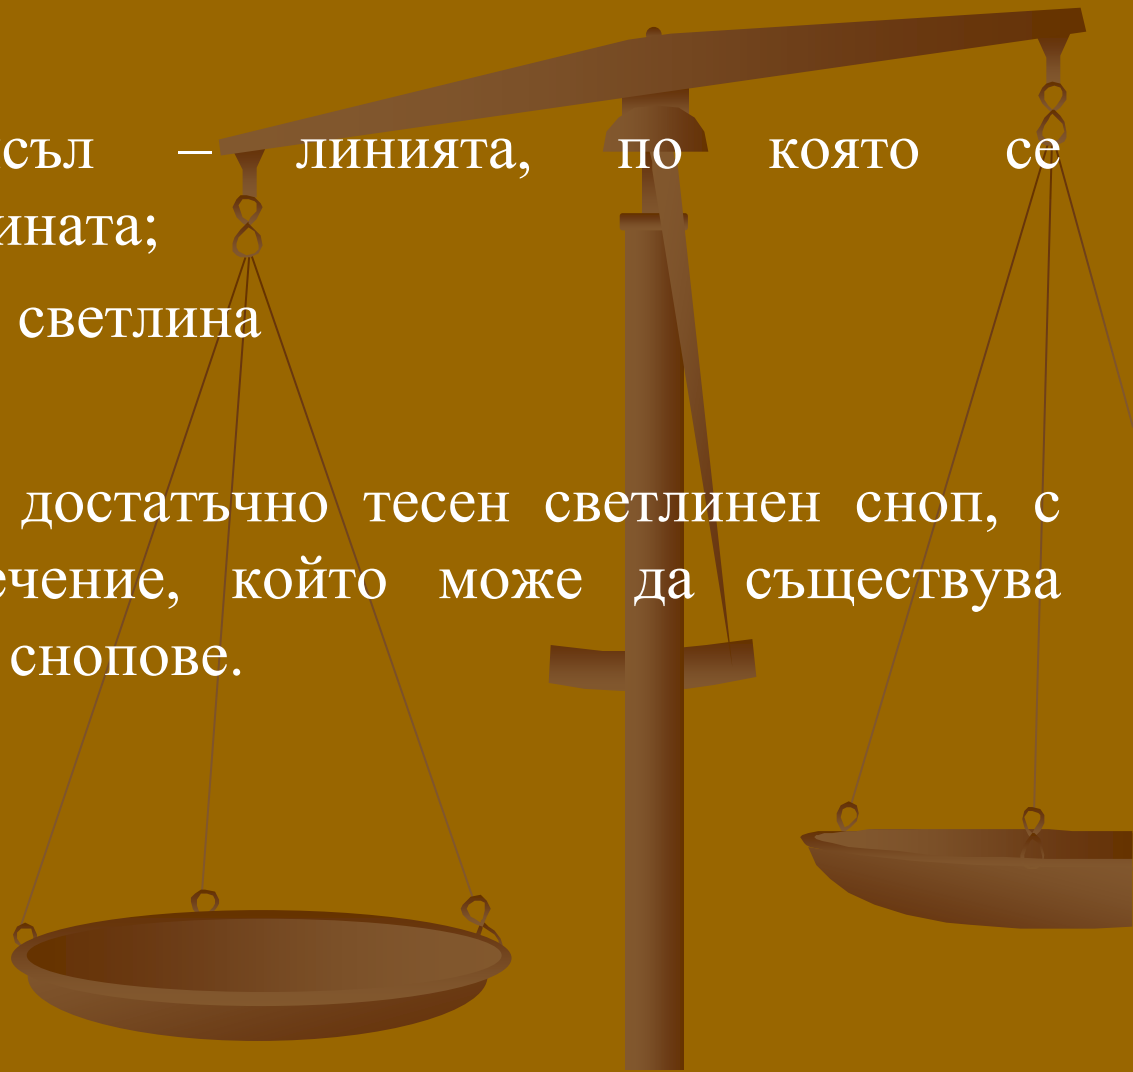 съл – линията, по която се
ината;
светлина
достатъчно тесен светлинен сноп, с
ечение, който може да съществува
снопове.